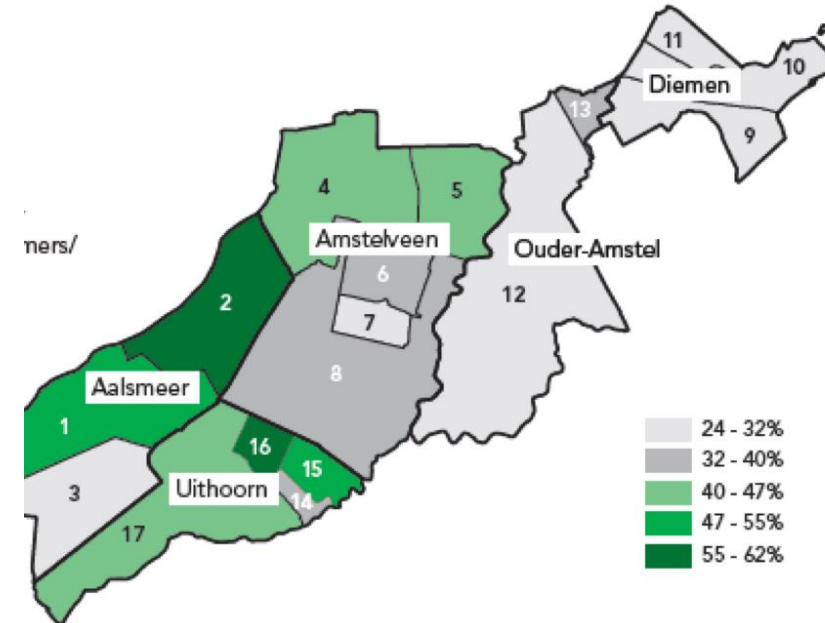 11
10
Diemen
13
9
4
5
mers/
Amstelveen
Ouder-Amstel
6
12
2
7
8
Aalsmeer
1
24 - 32%
32 - 40%
40 - 47%
47 - 55%
55 - 62%
16
15
3
Uithoorn
14
17